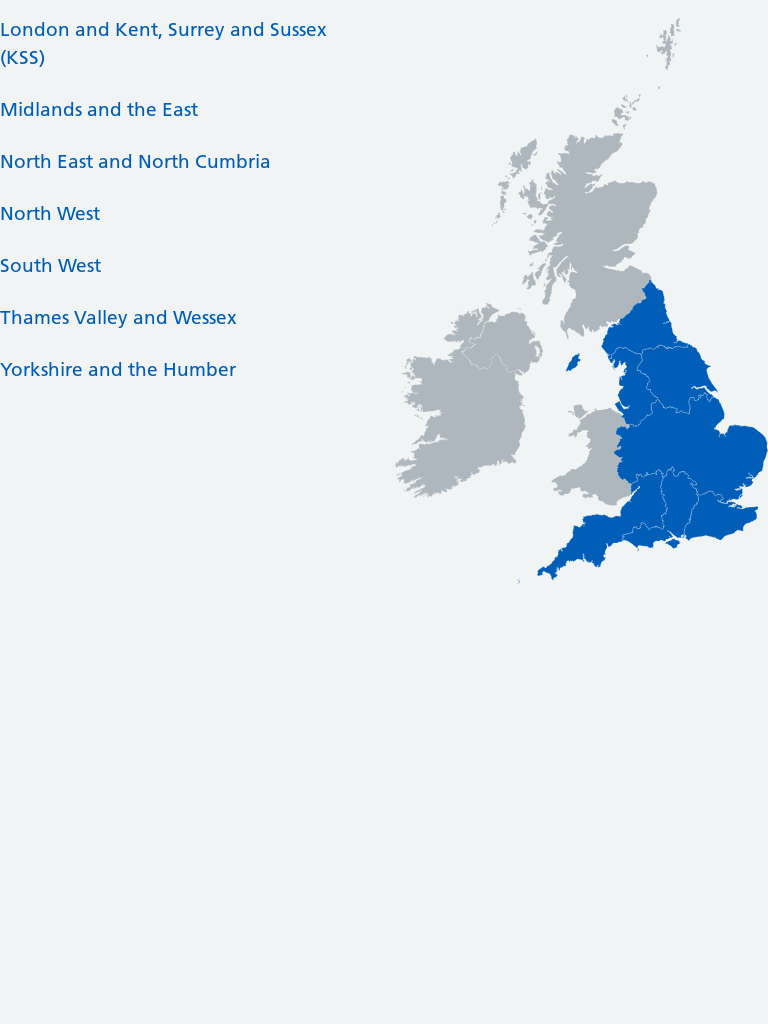 London and Kent, Surrey and Sussex
(KSS)
Midlands and the East
North East and North Cumbria
North West
South West
Thames Valley and Wessex
Yorkshire and the Humber